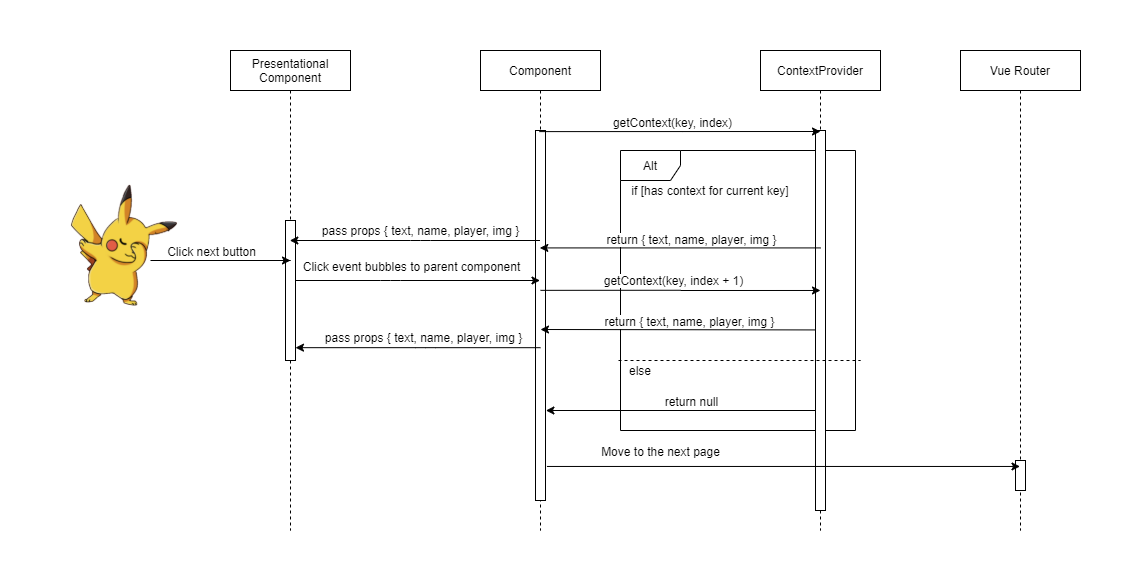 Presentational
Component
Component
ContextProvider
Vue Router
getContext(key, index)
Alt
if [has context for current key]
pass props { text, name, player, img }
return { text, name, player, img }
Click next button
Click event bubbles to parent component
getContext(key, index + 1)
return { text, name, player, img }
pass props { text, name, player, img }
else
return null
Move to the next page